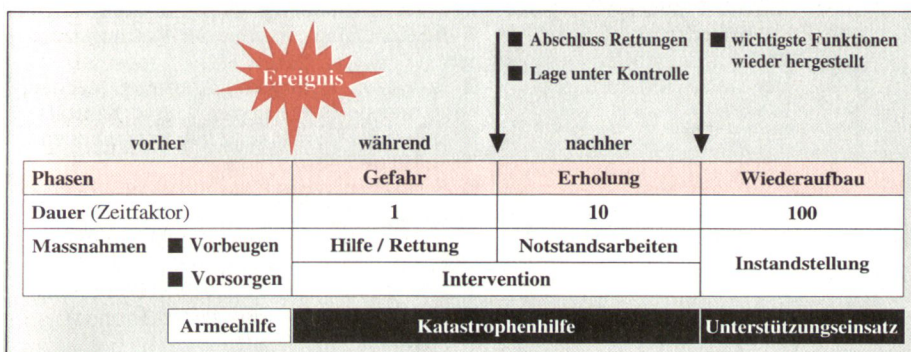 Ereignis
■ Abschluss Rettungen
■ Lage unter Kontrolle
■ wichtigste Funktionen
wieder hergestellt
vorher während nachher
Phasen Gefahr Erholung Wiederaufbau
Dauer (Zeitfaktor) 1 10 100
Massnahmen ■ Vorbeugen Hilfe / Rettung Notstandsarbeiten
■ Vorsorgen Intervention Instandstellung
Armeehilfe Katastrophenhilfe Unterstützungseinsatz